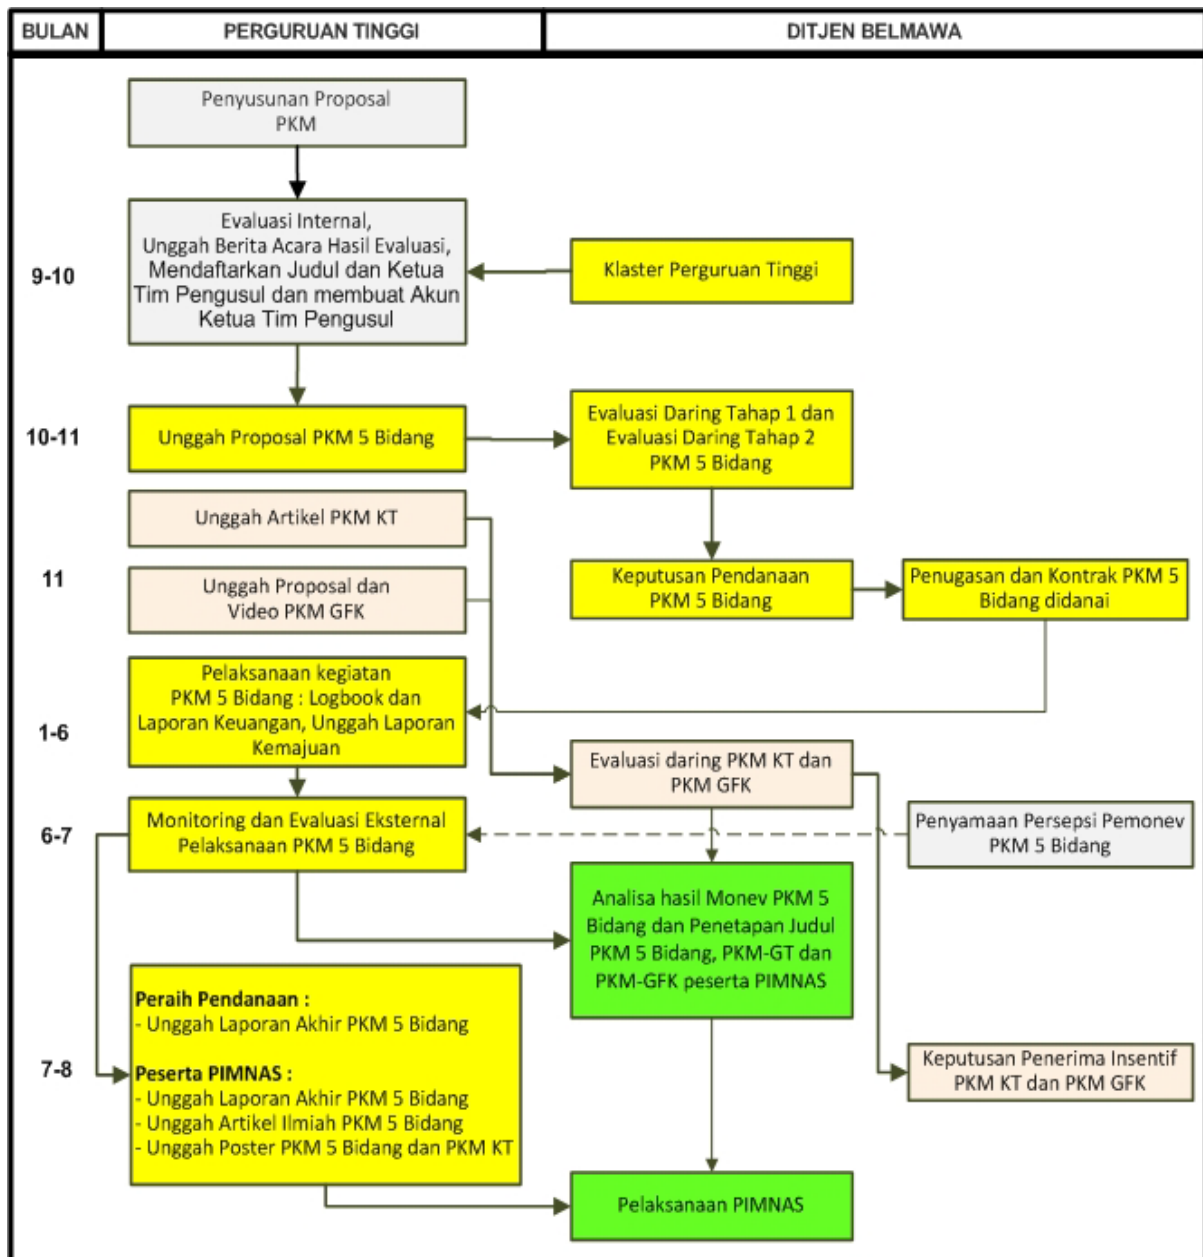 BULAN
PERGURUAN TINGGI
DITJEN BELMAWA
Penyusunan Proposal
PKM
9-10
Evaluasi Internal,
Unggah Berita Acara Hasil Evaluasi,
Mendaftarkan Judul dan Ketua
Tim Pengusul dan membuat Akun
Ketua Tim Pengusul
Klaster Perguruan Tinggi
10-11
Unggah Proposal PKM 5 Bidang
Evaluasi Daring Tahap 1 dan
Evaluasi Daring Tahap 2
PKM 5 Bidang
Unggah Artikel PKM KT
11
Unggah Proposal dan
Video PKM GFK
Keputusan Pendanaan
PKM 5 Bidang
Penugasan dan Kontrak PKM 5
Bidang didanai
1-6
Pelaksanaan kegiatan
PKM 5 Bidang : Logbook dan
Laporan Keuangan, Unggah Laporan
Kemajuan
Evaluasi daring PKM KT dan
PKM GFK
6-7
Monitoring dan Evaluasi Eksternal
Pelaksanaan PKM 5 Bidang
Penyamaan Persepsi Pemonev
PKM 5 Bidang
Analisa hasil Monev PKM 5
Bidang dan Penetapan Judul
PKM 5 Bidang, PKM-GT dan
PKM-GFK peserta PIMNAS
7-8
Peraih Pendanaan :
- Unggah Laporan Akhir PKM 5 Bidang
Peserta PIMNAS :
- Unggah Laporan Akhir PKM 5 Bidang
- Unggah Artikel Ilmiah PKM 5 Bidang
- Unggah Poster PKM 5 Bidang dan PKM KT
Keputusan Penerima Insentif
PKM KT dan PKM GFK
Pelaksanaan PIMNAS